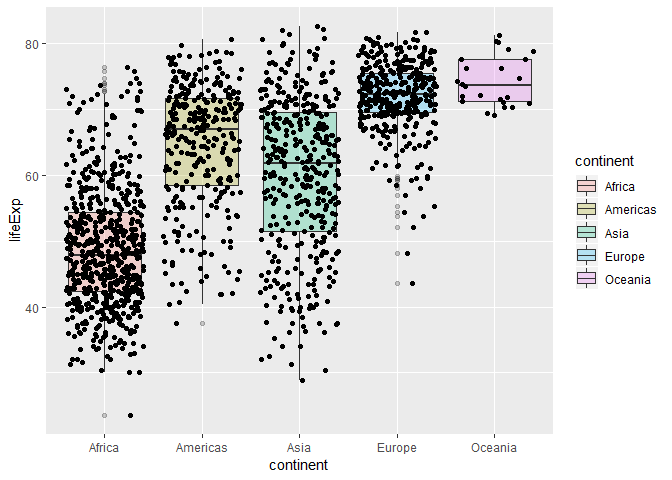 80
60
40
lifeExp
Africa
Americas
Asia
Europe
Oceania
continent
continent
Africa
Americas
Asia
Europe
Oceania